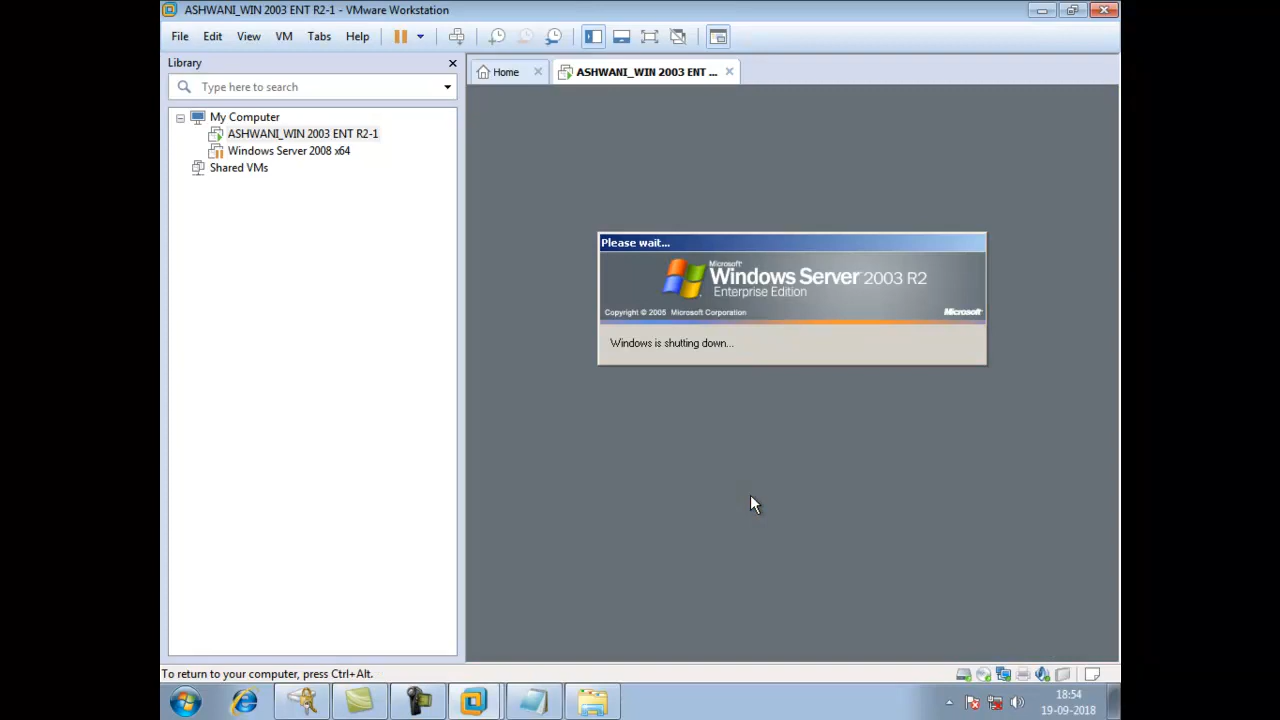 ASHWANI_WIN 2003 ENT R2-1 - VMware Workstation
File Edit View VM Tabs Help
Library
Type here to search
Home
ASHWANI_WIN 2003 ENT ...
My Computer
ASHWANI_WIN 2003 ENT R2-1
Windows Server 2008 x64
Shared VMs
Please wait...
Microsoft
Windows Server 2003 R2
Enterprise Edition
Copyright © 2005 Microsoft Corporation
Microsoft
Windows is shutting down...
To return to your computer, press Ctrl+Alt.
18:54
19-09-2018